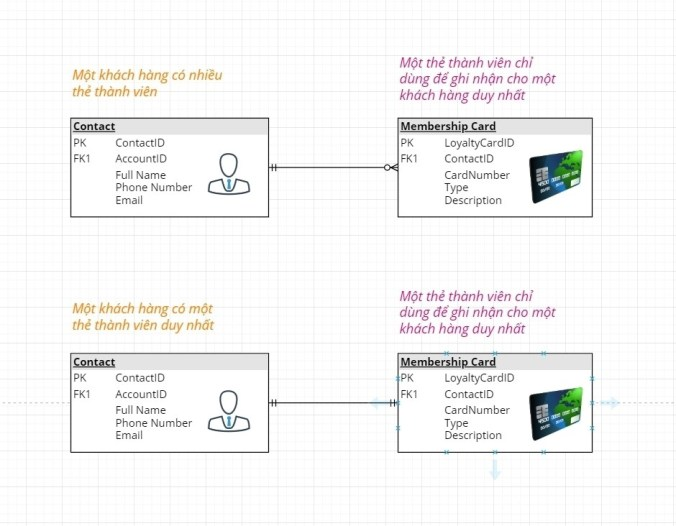 Một khách hàng có nhiều
thẻ thành viên
Một thẻ thành viên chỉ
dùng để ghi nhận cho một
khách hàng duy nhất
Contact
PK ContactID
FK1 AccountID
Full Name
Phone Number
Email
Membership Card
PK LoyaltyCardID
FK1 ContactID
CardNumber
Type
Description
Một khách hàng có một
thẻ thành viên duy nhất
Một thẻ thành viên chỉ
dùng để ghi nhận cho một
khách hàng duy nhất
Contact
PK ContactID
FK1 AccountID
Full Name
Phone Number
Email
Membership Card
PK LoyaltyCardID
FK1 ContactID
CardNumber
Type
Description